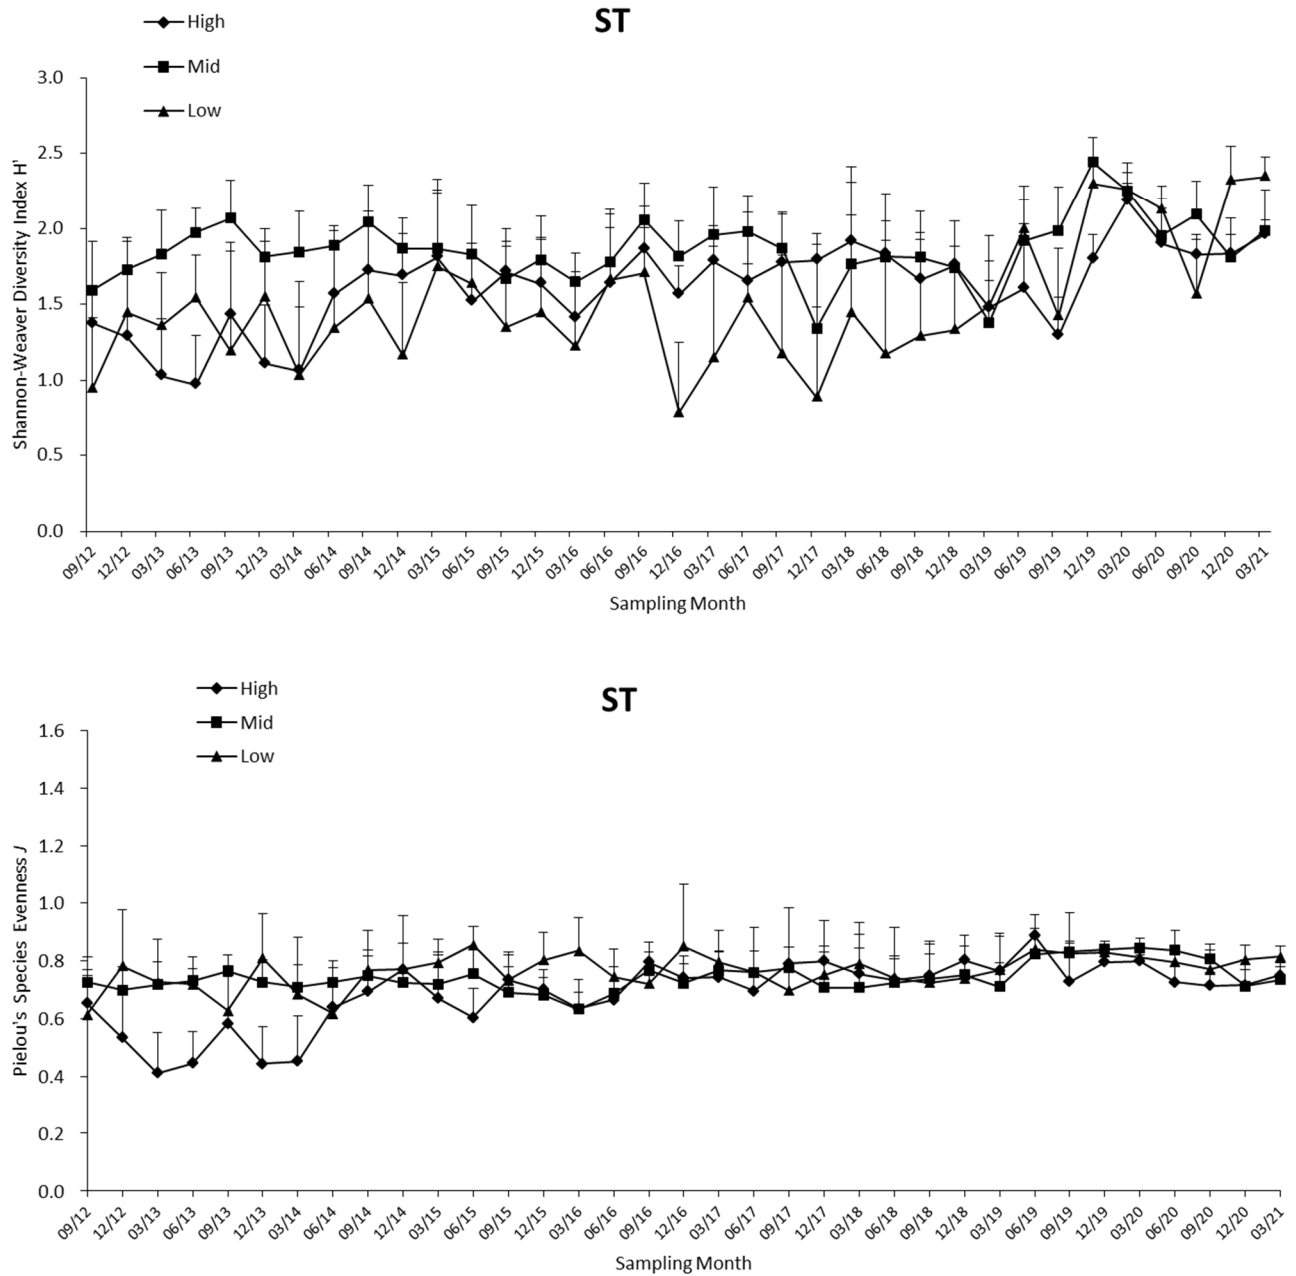 ST
High
Mid
Low
3.0
2.5
2.0
1.5
1.0
0.5
0.0
Shannon-Weaver Diversity Index H'
09/12 12/12 03/13 06/13 09/13 12/13 03/14 06/14 09/14 12/14 03/15 06/15 09/15 12/15 03/16 06/16 09/16 12/16 03/17 06/17 09/17 12/17 03/18 06/18 09/18 12/18 03/19 06/19 09/19 12/19 03/20 06/20 09/20 12/20 03/21
Sampling Month
ST
High
Mid
Low
1.6
1.4
1.2
1.0
0.8
0.6
0.4
0.2
0.0
Pielou's Species Evenness J
09/12 12/12 03/13 06/13 09/13 12/13 03/14 06/14 09/14 12/14 03/15 06/15 09/15 12/15 03/16 06/16 09/16 12/16 03/17 06/17 09/17 12/17 03/18 06/18 09/18 12/18 03/19 06/19 09/19 12/19 03/20 06/20 09/20 12/20 03/21
Sampling Month